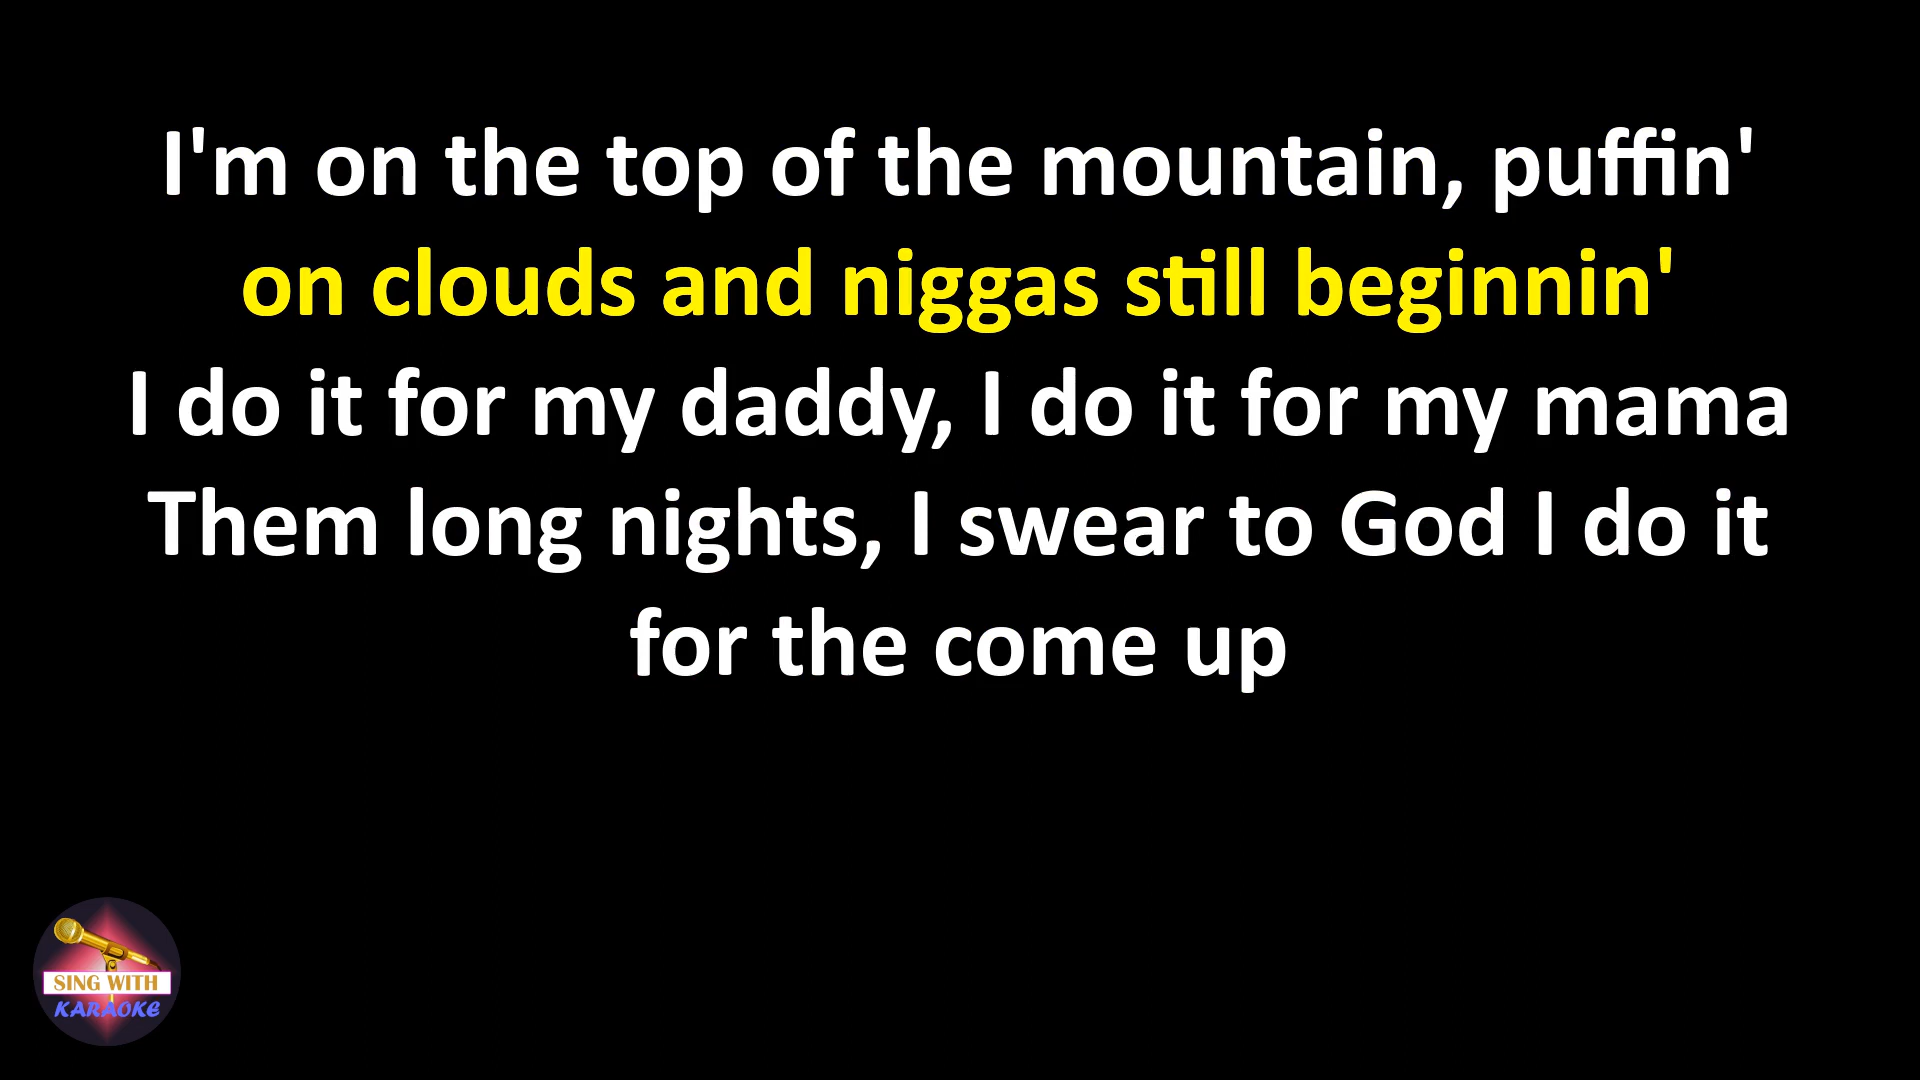 I'm on the top of the mountain, puffin'
on clouds and niggas still beginnin'
I do it for my daddy, I do it for my mama
Them long nights, I swear to God I do it
for the come up
SING WITH
KARAOKE